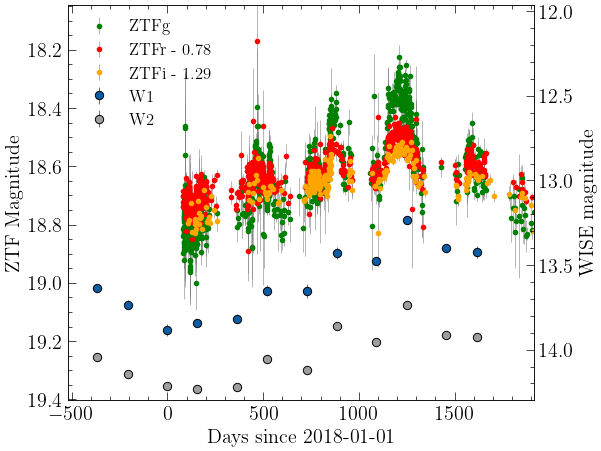 ZTFg
ZTFr - 0.78
ZTFi - 1.29
W1
W2
18.2
18.4
18.6
18.8
19.0
19.2
19.4
ZTF Magnitude
12.0
12.5
13.0
13.5
14.0
WISE magnitude
−500 0 500 1000 1500
Days since 2018-01-01